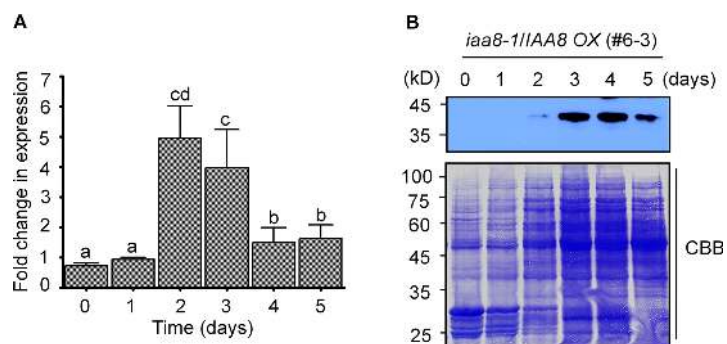 A
Fold change in expression
7
6
5
4
3
2
1
0
a
a
cd
c
b
b
0 1 2 3 4 5
Time (days)
B
iaa8-1/IAA8 OX (#6-3)
(kD) 0 1 2 3 4 5 (days)
45
35
100
75
60
45
35
25
CBB